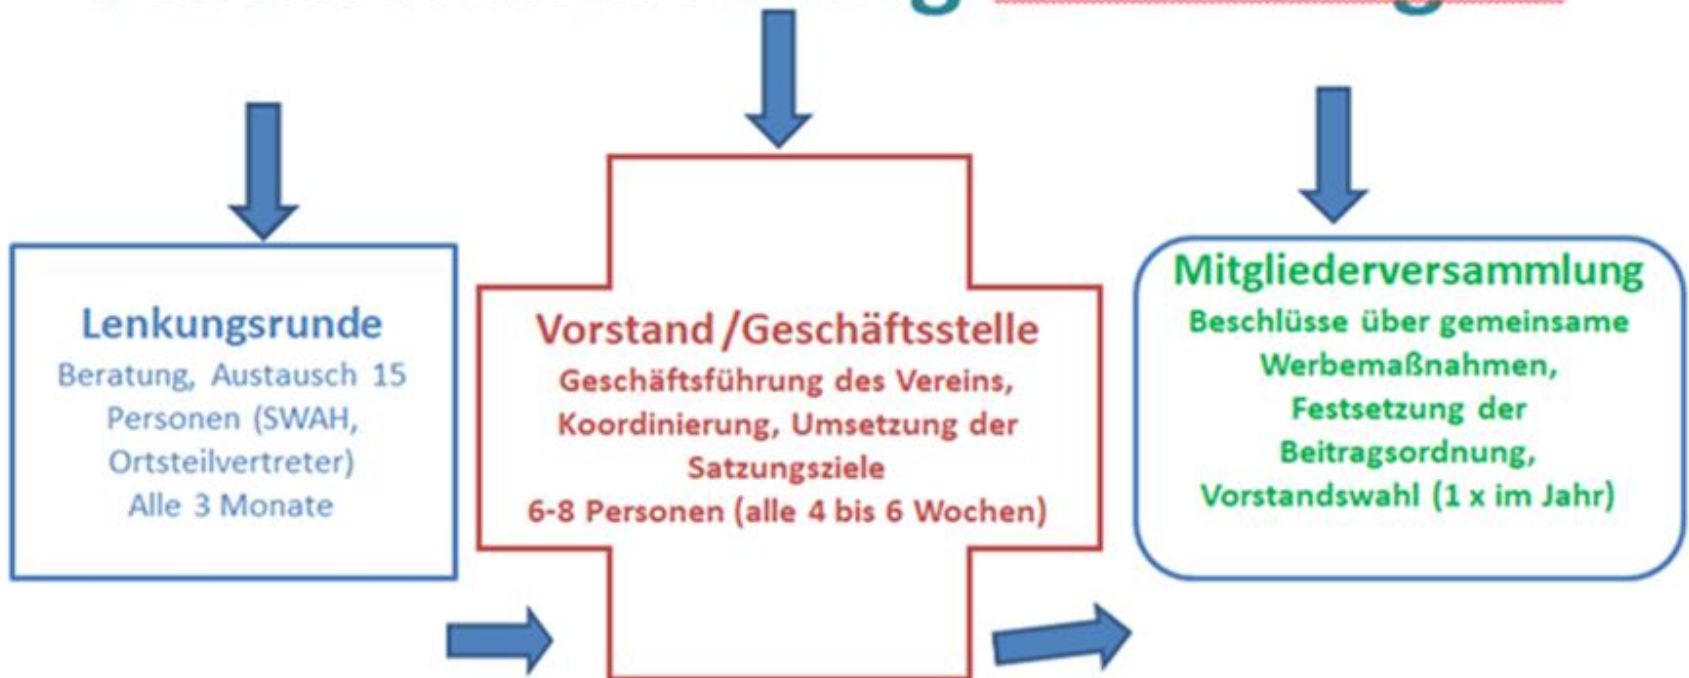 Lenkungsrunde
Beratung, Austausch 15
Personen (SWAH,
Ortsteilvertreter)
Alle 3 Monate
Vorstand /Geschäftsstelle
Geschäftsführung des Vereins,
Koordinierung, Umsetzung der
Satzungsziele
6-8 Personen (alle 4 bis 6 Wochen)
Mitgliederversammlung
Beschlüsse über gemeinsame
Werbemaßnahmen,
Festsetzung der
Beitragsordnung,
Vorstandswahl (1 x im Jahr)